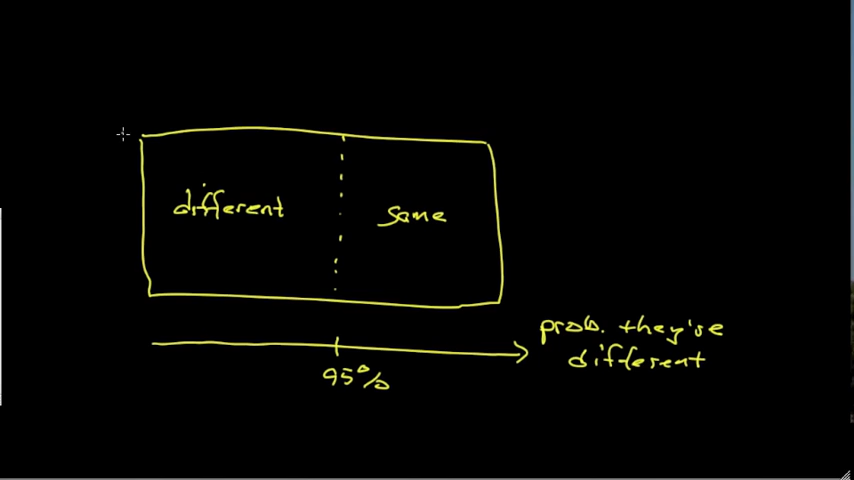 different
same
prob. they're
different
95%